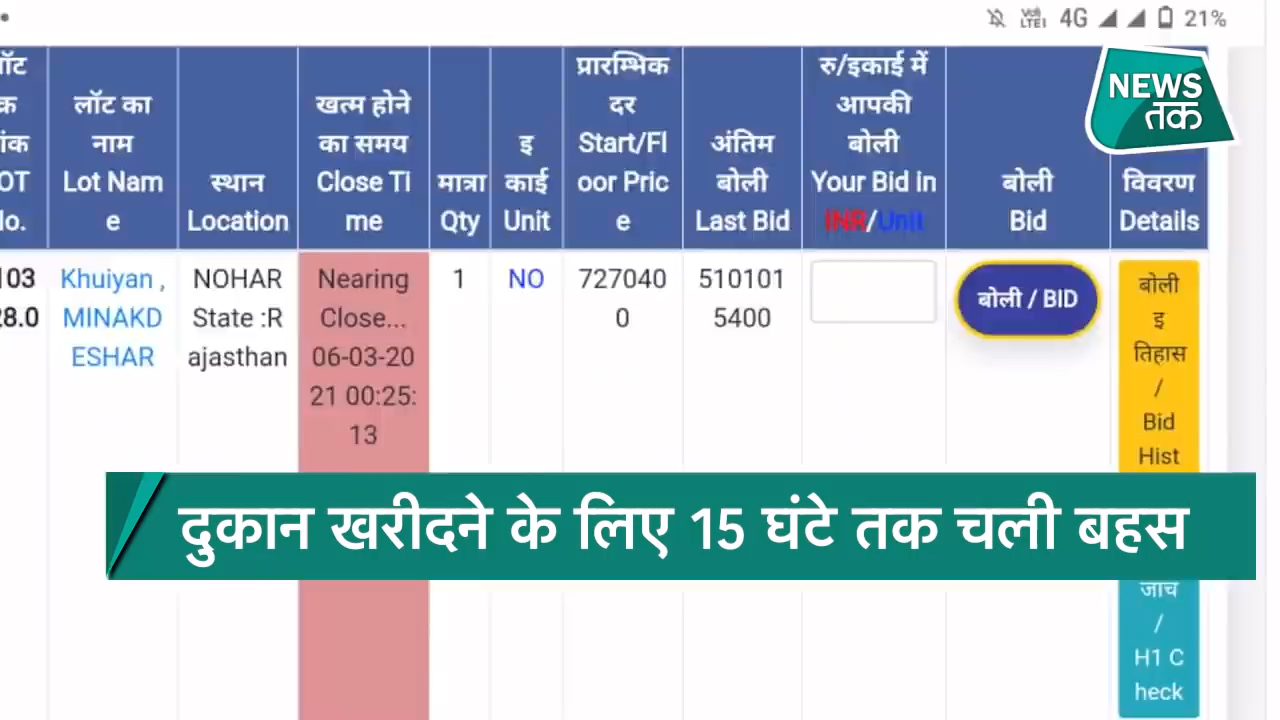 4G 21%
NEWS
तक
लॉट का
नाम
Lot Nam
e
स्थान
Location
खत्म होने
का समय
Close Ti
me
मात्रा
Qty
इ
काई
Unit
प्रारम्भिक
दर
Start/Fl
oor Pric
e
अंतिम
बोली
Last Bid
रु/इकाई में
आपकी
बोली
Your Bid in
INR/Unit
बोली
Bid
विवरण
Details
Khuiyan ,
MINAKD
ESHAR
NOHAR
State :R
ajasthan
Nearing
Close...
06-03-20
21 00:25:
13
1
NO
727040
0
510101
5400
बोली / BID
बोली
इ
तिहास
/
Bid
Hist
दुकान खरीदने के लिए 15 घंटे तक चली बहस
जांच
/
H1 C
heck